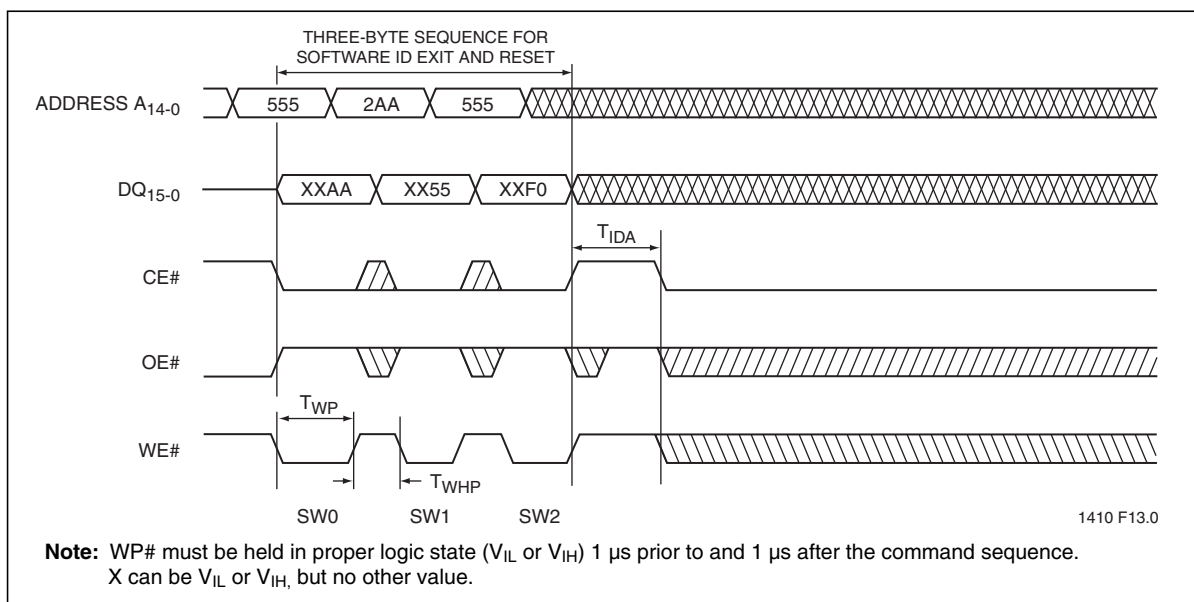 THREE-BYTE SEQUENCE FOR
SOFTWARE ID EXIT AND RESET
ADDRESS A14-0
555
2AA
555
DQ15-0
XXAA
XX55
XXF0
TIDA
CE#
OE#
TWP
WE#
TWHP
SW0
SW1
SW2
1410 F13.0
Note: WP# must be held in proper logic state (VIL or VIH) 1 µs prior to and 1 µs after the command sequence.
X can be VIL or VIH, but no other value.